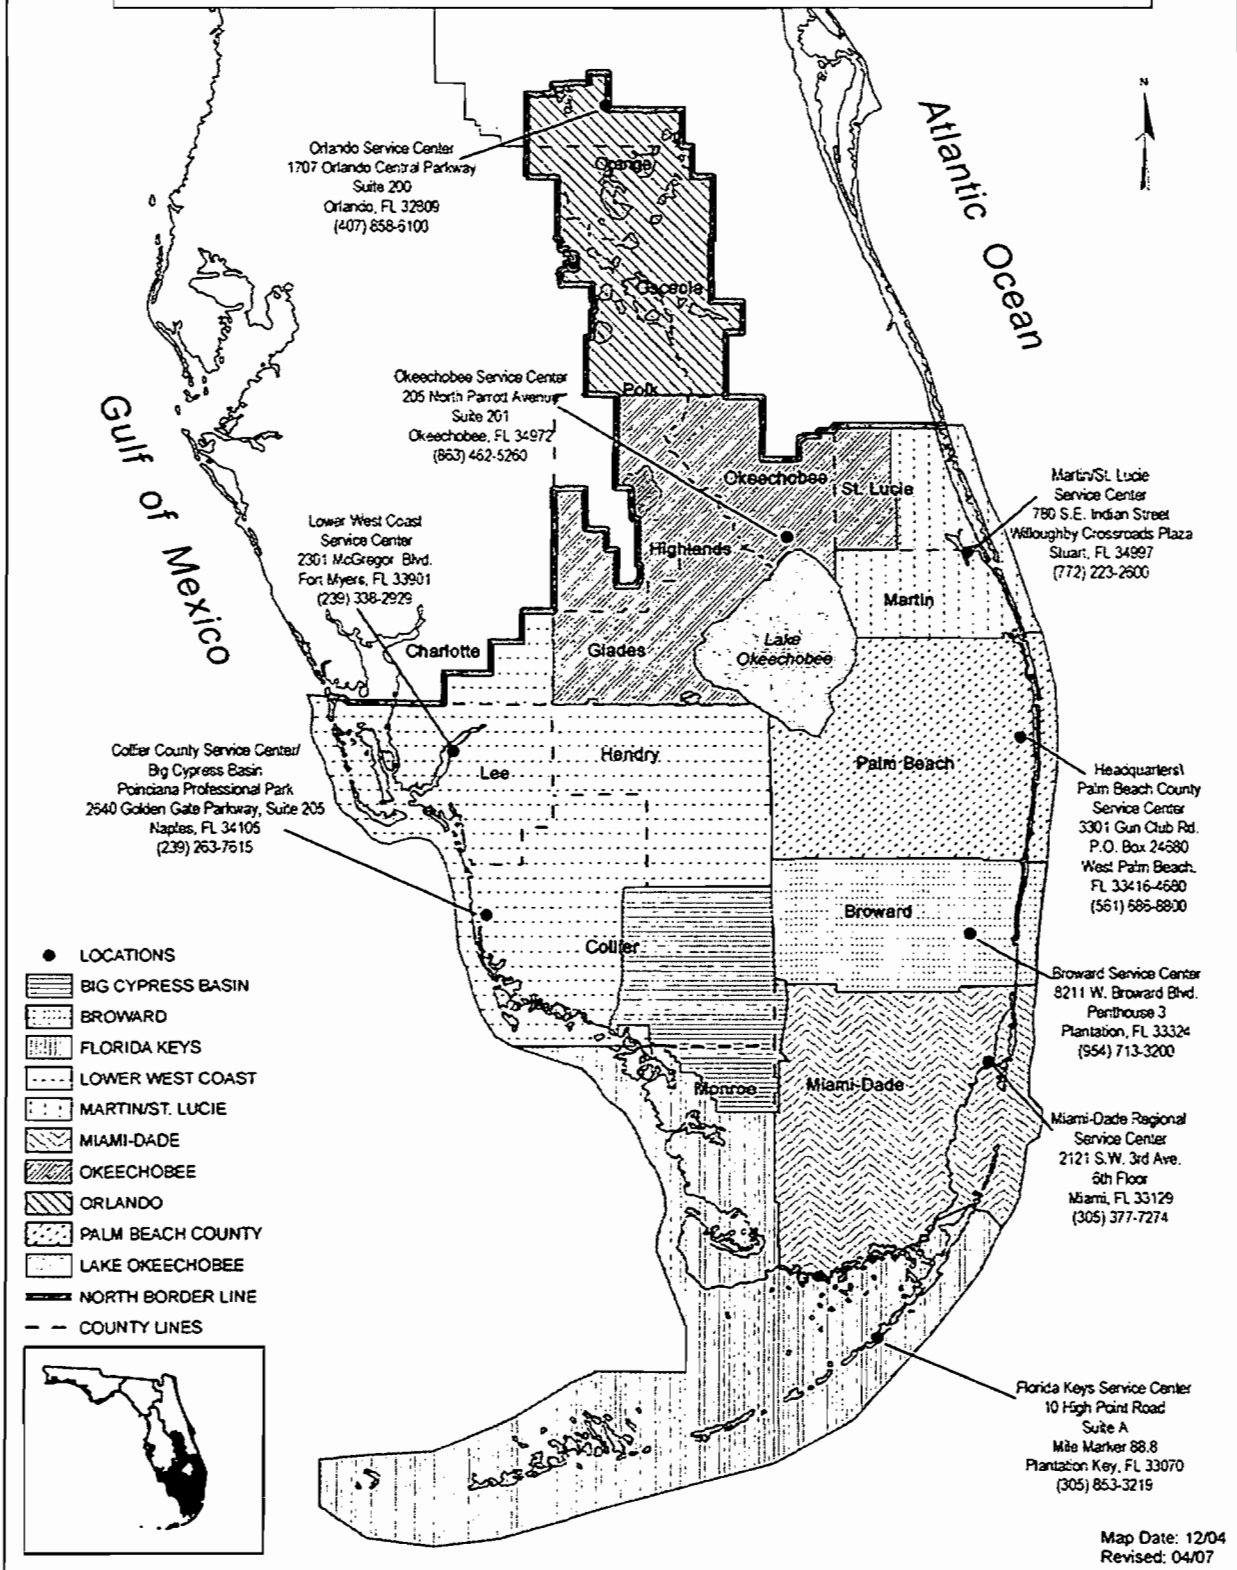 N
Atlantic Ocean
Gulf of Mexico
Orlando Service Center
1707 Orlando Central Parkway
Suite 200
Orlando, FL 32809
(407) 858-6100
Orange
Osceola
Okeechobee Service Center
205 North Parrott Avenue
Suite 201
Okeechobee, FL 34972
(863) 462-5260
Polk
Okeechobee
St. Lucie
Highlands
Martin/St. Lucie
Service Center
780 S.E. Indian Street
Willoughby Crossroads Plaza
Stuart, FL 34997
(772) 223-2600
Lower West Coast
Service Center
2301 McGregor Blvd.
Fort Myers, FL 33901
(239) 338-2929
Martin
Charlotte
Glades
Lake
Okeechobee
Collier County Service Center/
Big Cypress Basin
Poinciana Professional Park
2640 Golden Gate Parkway, Suite 205
Naples, FL 34105
(239) 263-7615
Lee
Hendry
Palm Beach
Headquarters\
Palm Beach County
Service Center
3301 Gun Club Rd.
P.O. Box 24680
West Palm Beach,
FL 33416-4680
(561) 686-8800
Broward
Collier
Broward Service Center
8211 W. Broward Blvd.
Penthouse 3
Plantation, FL 33324
(954) 713-3200
Monroe
Miami-Dade
Miami-Dade Regional
Service Center
2121 S.W. 3rd Ave.
6th Floor
Miami, FL 33129
(305) 377-7274
LOCATIONS
BIG CYPRESS BASIN
BROWARD
FLORIDA KEYS
LOWER WEST COAST
MARTIN/ST. LUCIE
MIAMI-DADE
OKEECHOBEE
ORLANDO
PALM BEACH COUNTY
LAKE OKEECHOBEE
NORTH BORDER LINE
COUNTY LINES
Florida Keys Service Center
10 High Point Road
Suite A
Mile Marker 88.8
Plantation Key, FL 33070
(305) 853-3219
Map Date: 12/04
Revised: 04/07